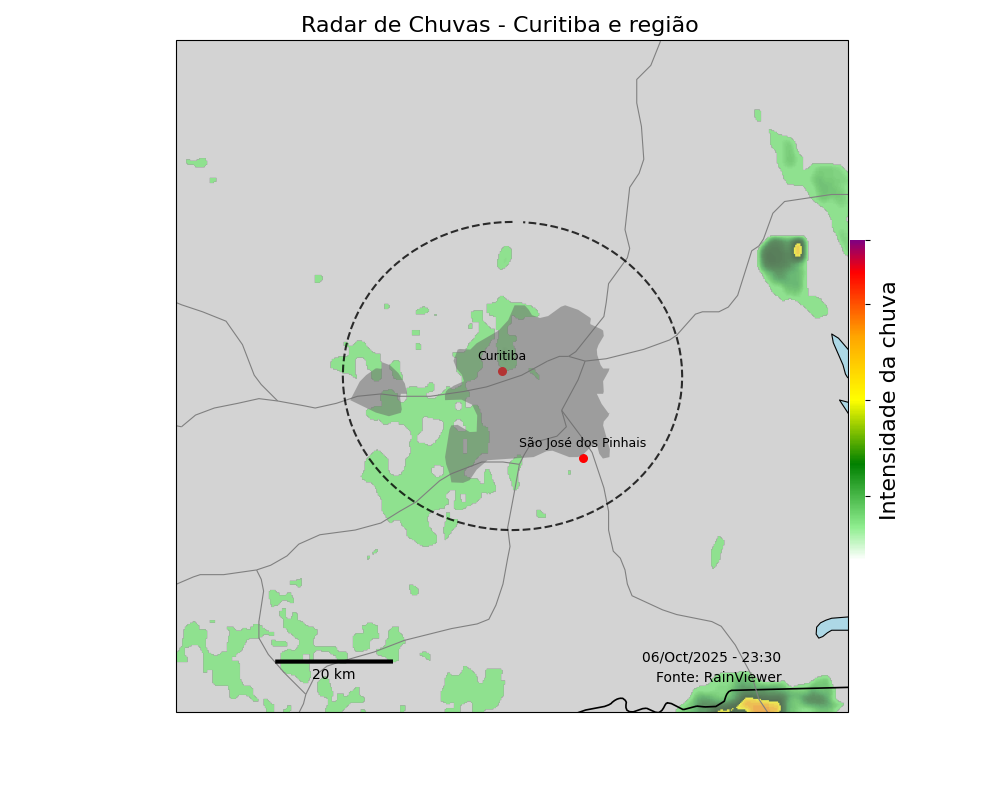 Radar de Chuvas - Curitiba e região
Curitiba
São José dos Pinhais
Intensidade da chuva
06/Oct/2025 - 23:30
Fonte: RainViewer
20 km